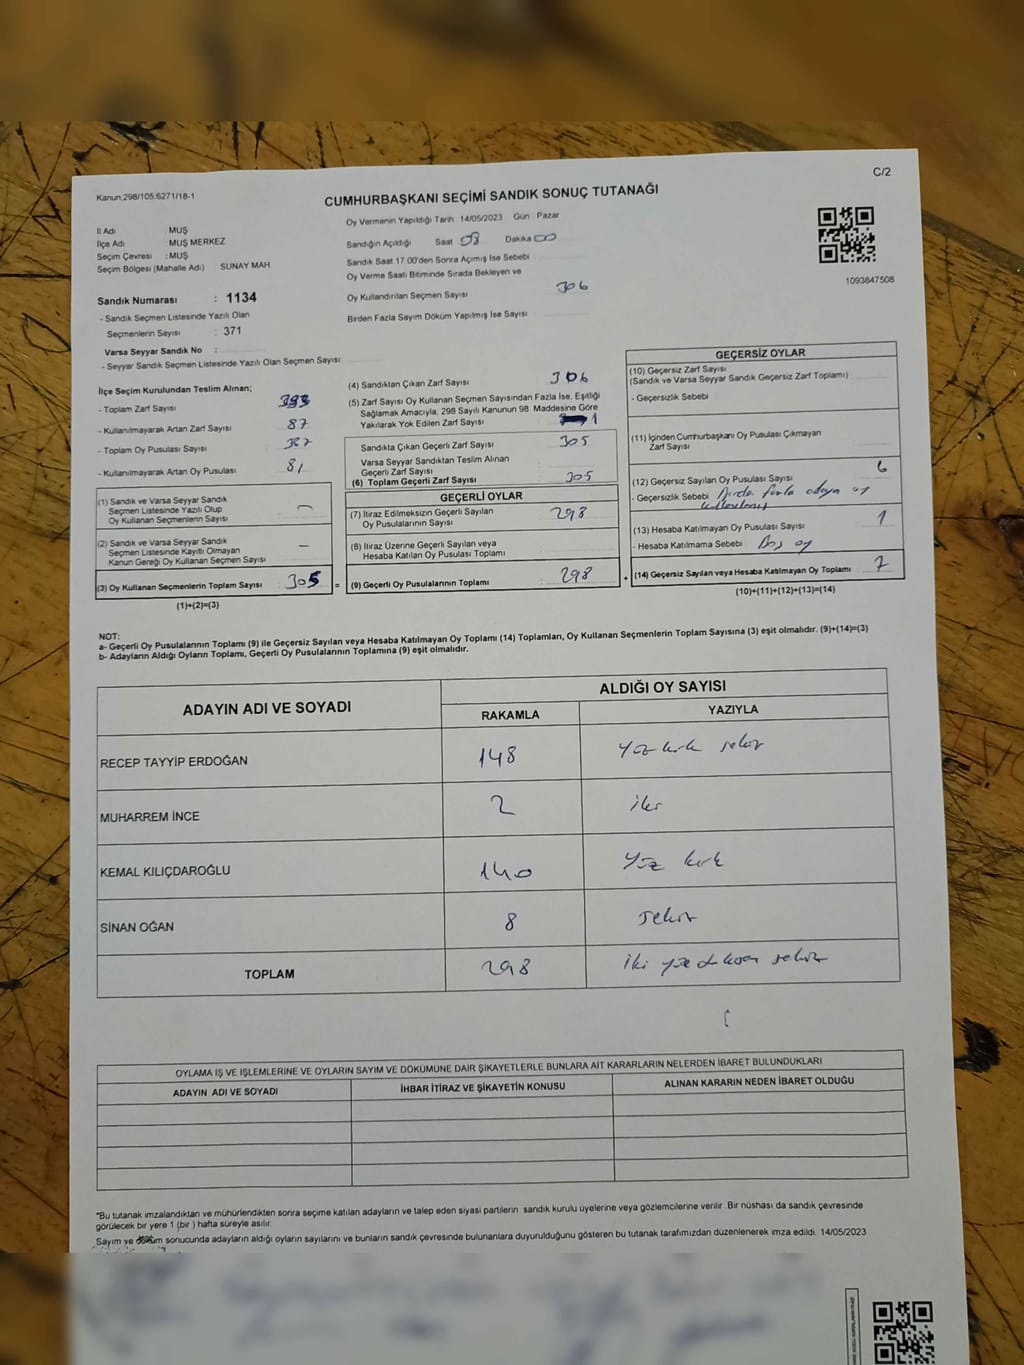 C/2
Kanun:298/105:6271/18-1
CUMHURBAŞKANI SEÇİMİ SANDIK SONUÇ TUTANAĞI
Oy Vermenin Yapıldığı Tarih :14/05/2023 Gün : Pazar
İl Adı MUŞ
İlçe Adı MUŞ MERKEZ
Seçim Çevresi : MUŞ
Seçim Bölgesi (Mahalle Adı) : SUNAY MAH.
Sandığın Açıldığı Saat 08 Dakika 00
Sandık Saat 17.00'den Sonra Açımış İse Sebebi
Oy Verme Saati Bitiminde Sırada Bekleyen ve
Oy Kullandırılan Seçmen Sayısı 306
Birden Fazla Sayım Döküm Yapılmış İse Sayısı
1093847508
Sandık Numarası : 1134
- Sandık Seçmen Listesinde Yazılı Olan
Seçmenlerin Sayısı : 371
Varsa Seyyar Sandık No :
- Seyyar Sandık Seçmen Listesinde Yazılı Olan Seçmen Sayısı
İlçe Seçim Kurulundan Teslim Alınan;
- Toplam Zarf Sayısı
- Kullanılmayarak Artan Zarf Sayısı 87
- Toplam Oy Pusulası Sayısı 387
- Kullanılmayarak Artan Oy Pusulası 81
(1) Sandık ve Varsa Seyyar Sandık
Seçmen Listesinde Yazılı Olup
Oy Kullanan Seçmenlerin Sayısı —
(2) Sandık ve Varsa Seyyar Sandık
Seçmen Listesinde Kayıtlı Olmayan
Kanun Gereği Oy Kullanan Seçmen Sayısı —
(3) Oy Kullanan Seçmenlerin Toplam Sayısı 305 =
(1)+(2)=(3)
(4) Sandıktan Çıkan Zarf Sayısı 306
(5) Zarf Sayısı Oy Kullanan Seçmen Sayısından Fazla İse, Eşitliği
Sağlamak Amacıyla, 298 Sayılı Kanunun 98. Maddesine Göre
Yakılarak Yok Edilen Zarf Sayısı 1
Sandıkta Çıkan Geçerli Zarf Sayısı 305
Varsa Seyyar Sandıktan Teslim Alınan
Geçerli Zarf Sayısı
(6) Toplam Geçerli Zarf Sayısı 305
GEÇERLİ OYLAR
(7) İtiraz Edilmeksizin Geçerli Sayılan
Oy Pusulalarının Sayısı 298
(8) İtiraz Üzerine Geçerli Sayılan veya
Hesaba Katılan Oy Pusulası Toplamı
(9) Geçerli Oy Pusulalarının Toplamı 298 +
GEÇERSİZ OYLAR
(10) Geçersiz Zarf Sayısı
(Sandık ve Varsa Seyyar Sandık Geçersiz Zarf Toplamı)
- Geçersizlik Sebebi
(11) İçinden Cumhurbaşkanı Oy Pusulası Çıkmayan
Zarf Sayısı
(12) Geçersiz Sayılan Oy Pusulası Sayısı 6
- Geçersizlik Sebebi Birden fazla adaya oy
kullanılmış
(13) Hesaba Katılmayan Oy Pusulası Sayısı 1
- Hesaba Katılmama Sebebi Boş oy
(14) Geçersiz Sayılan veya Hesaba Katılmayan Oy Toplamı 7
(10)+(11)+(12)+(13)=(14)
NOT:
a- Geçerli Oy Pusulalarının Toplamı (9) ile Geçersiz Sayılan veya Hesaba Katılmayan Oy Toplamı (14) Toplamları, Oy Kullanan Seçmenlerin Toplam Sayısına (3) eşit olmalıdır. (9)+(14)=(3)
b- Adayların Aldığı Oyların Toplamı, Geçerli Oy Pusulalarının Toplamına (9) eşit olmalıdır.
ADAYIN ADI VE SOYADI
ALDIĞI OY SAYISI
RAKAMLA YAZIYLA
RECEP TAYYİP ERDOĞAN 148 yüz kırk sekiz
MUHARREM İNCE 2 iki
KEMAL KILIÇDAROĞLU 140 yüz kırk
SİNAN OĞAN 8 sekiz
TOPLAM 298 iki yüz doksan sekiz
OYLAMA İŞ VE İŞLEMLERİNE VE OYLARIN SAYIM VE DÖKÜMÜNE DAİR ŞİKAYETLERLE BUNLARA AİT KARARLARIN NELERDEN İBARET BULUNDUKLARI
ADAYIN ADI VE SOYADI İHBAR İTİRAZ VE ŞİKAYETİN KONUSU ALINAN KARARIN NEDEN İBARET OLDUĞU
*Bu tutanak imzalandıktan ve mühürlendikten sonra seçime katılan adayların ve talep eden siyasi partilerin sandık kurulu üyelerine veya gözlemcilerine verilir. Bir nüshası da sandık çevresinde
görülecek bir yere 1 (bir ) hafta süreyle asılır.
Sayım ve döküm sonucunda adayların aldığı oyların sayılarını ve bunların sandık çevresinde bulunanlara duyurulduğunu gösteren bu tutanak tarafımızdan düzenlenerek imza edildi. 14/05/2023